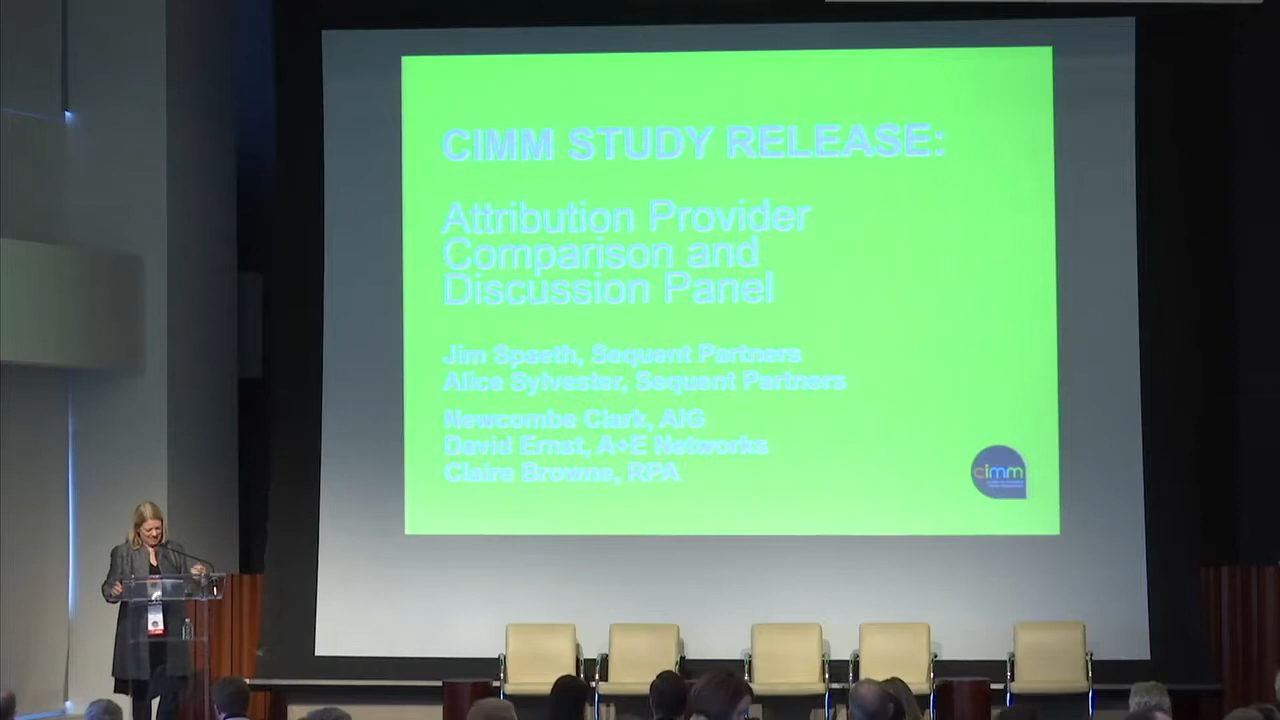 CIMM STUDY RELEASE:
Attribution Provider
Comparison and
Discussion Panel
Jim Spaeth, Sequent Partners
Alice Sylvester, Sequent Partners
Newcombe Clark, AIG
David Ernst, A+E Networks
Claire Browne, RPA
cimm